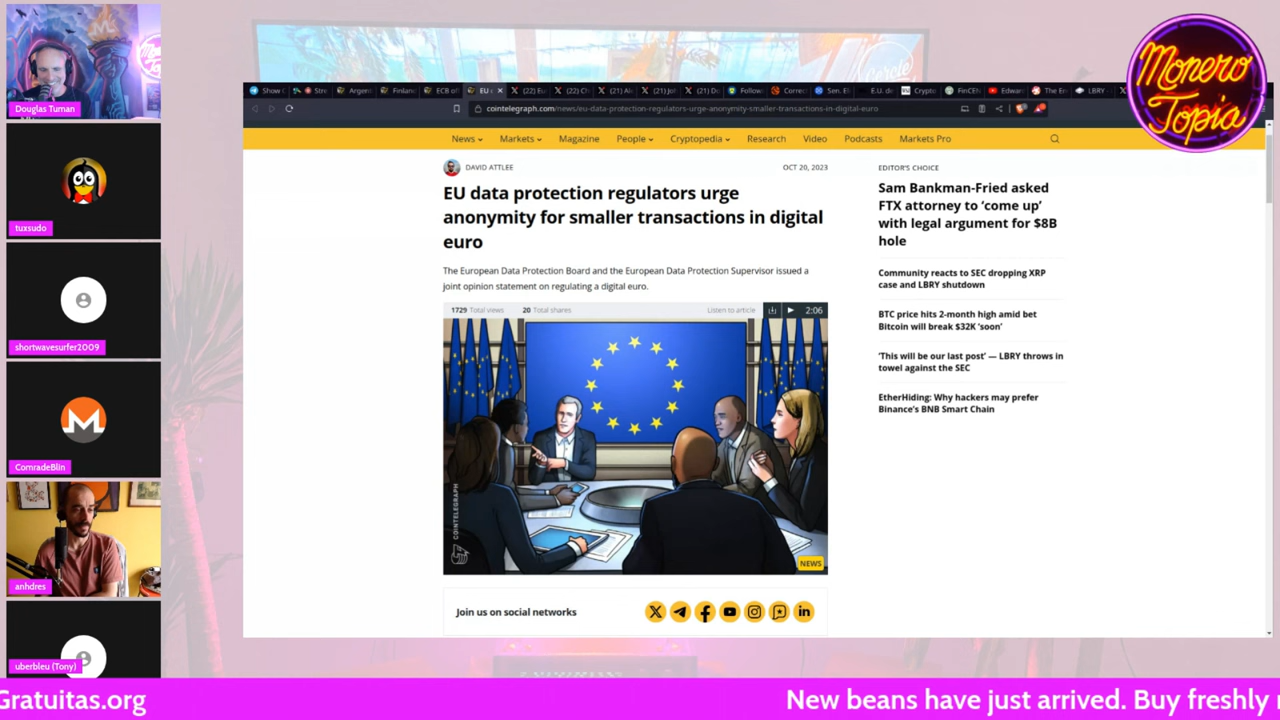 Douglas Tuman
tuxsudo
shortwavesurfer2009
ComradeBlin
anhdres
uberbleu (Tony)
Monero
Topia
cointelegraph.com/news/eu-data-protection-regulators-urge-anonymity-smaller-transactions-in-digital-euro
News
Markets
Magazine
People
Cryptopedia
Research
Video
Podcasts
Markets Pro
DAVID ATTLEE
OCT 20, 2023
EU data protection regulators urge
anonymity for smaller transactions in digital
euro
The European Data Protection Board and the European Data Protection Supervisor issued a
joint opinion statement on regulating a digital euro.
1729 Total views
20 Total shares
Listen to article
2:06
COINTELEGRAPH
NEWS
Join us on social networks
EDITOR'S CHOICE
Sam Bankman-Fried asked
FTX attorney to ‘come up’
with legal argument for $8B
hole
Community reacts to SEC dropping XRP
case and LBRY shutdown
BTC price hits 2-month high amid bet
Bitcoin will break $32K ‘soon’
‘This will be our last post’ — LBRY throws in
towel against the SEC
EtherHiding: Why hackers may prefer
Binance's BNB Smart Chain
Gratuitas.org
New beans have just arrived. Buy freshly